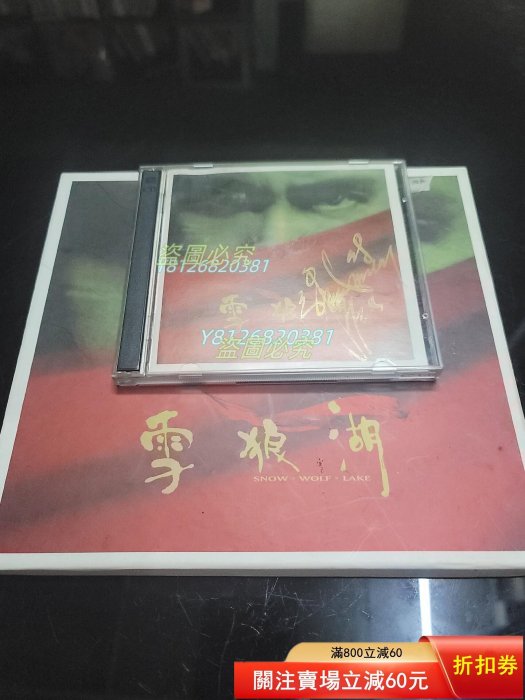 盜圖必究
Y8126820381
雪狼
Y8126820381
盜圖必究
雪狼湖
SNOW·WOLF·LAKE
滿800立減60
關注賣場立減60元
折扣券